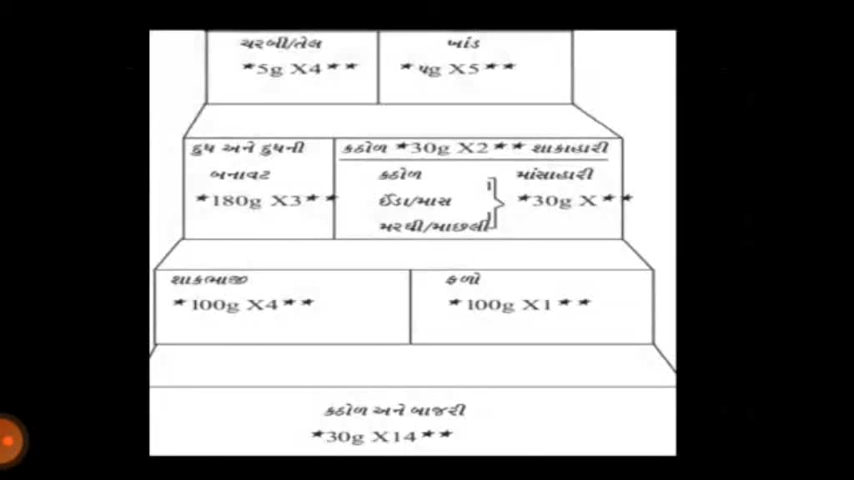 ચરબી/તેલ
*5g X4**
ખાંડ
*૫g X5**
દુધ અને દુધની
બનાવટ
*180g X3**
કઠોળ *30g X2** શાકાહારી
કઠોળ
ઈંડા/માસ
મરઘી/માછલી
માંસાહારી
*30g X**
શાકભાજી
*100g X4**
ફળો
*100g X1**
કઠોળ અને બાજરી
*30g X14**